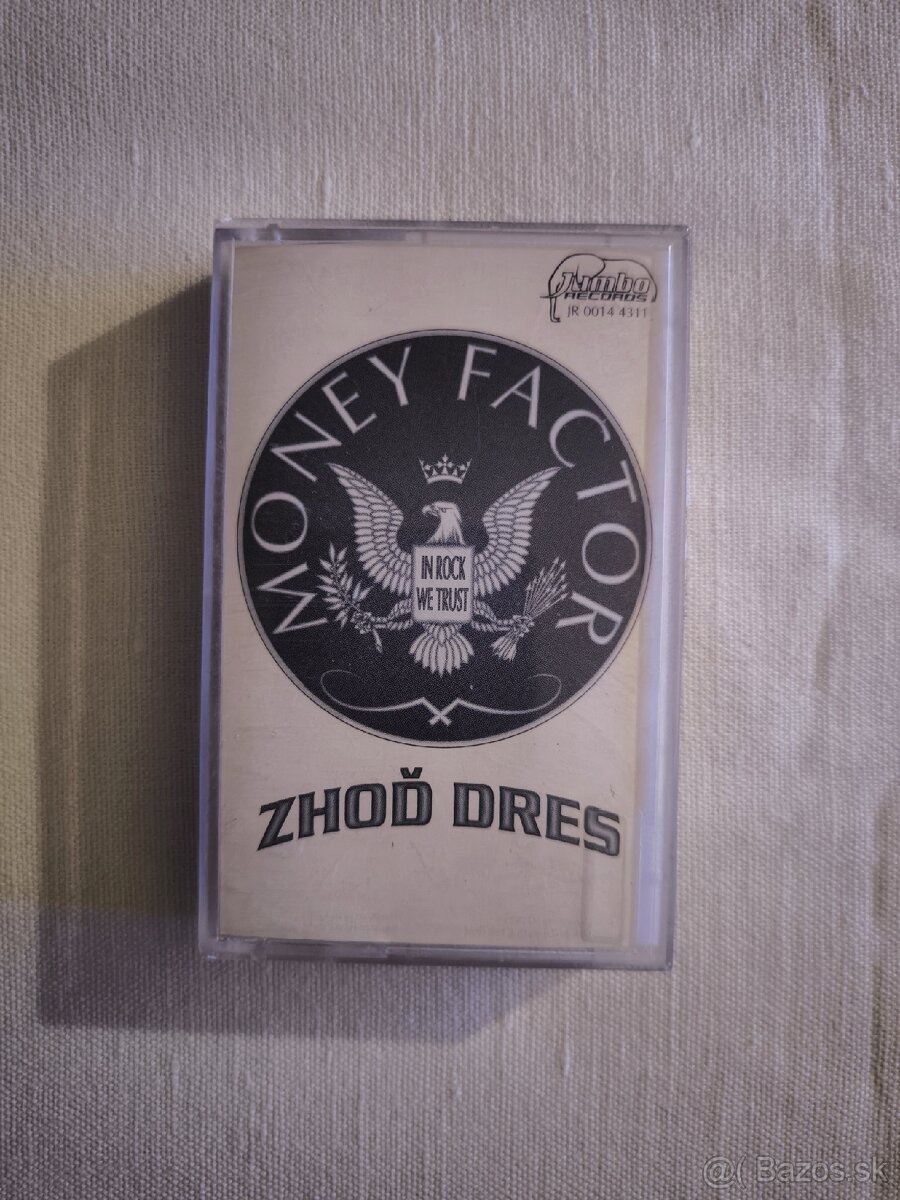 Jumbo
RECORDS
JR 0014 4311
MONEY FACTOR
IN ROCK
WE TRUST
ZHOĎ DRES
@( Bazos.sk